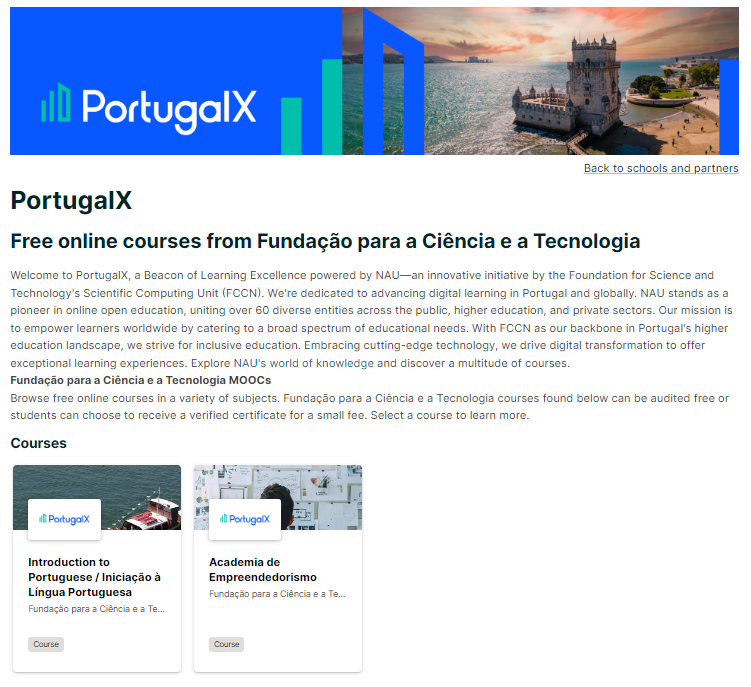 PortugalX
Back to schools and partners
PortugalX
Free online courses from Fundação para a Ciência e a Tecnologia
Welcome to PortugalX, a Beacon of Learning Excellence powered by NAU—an innovative initiative by the Foundation for Science and
Technology's Scientific Computing Unit (FCCN). We're dedicated to advancing digital learning in Portugal and globally. NAU stands as a
pioneer in online open education, uniting over 60 diverse entities across the public, higher education, and private sectors. Our mission is
to empower learners worldwide by catering to a broad spectrum of educational needs. With FCCN as our backbone in Portugal's higher
education landscape, we strive for inclusive education. Embracing cutting-edge technology, we drive digital transformation to offer
exceptional learning experiences. Explore NAU's world of knowledge and discover a multitude of courses.
Fundação para a Ciência e a Tecnologia MOOCs
Browse free online courses in a variety of subjects. Fundação para a Ciência e a Tecnologia courses found below can be audited free or
students can choose to receive a verified certificate for a small fee. Select a course to learn more.
Courses
PortugalX
Introduction to
Portuguese / Iniciação à
Língua Portuguesa
Fundação para a Ciência e a Te...
Course
PortugalX
Academia de
Empreendedorismo
Fundação para a Ciência e a Te...
Course